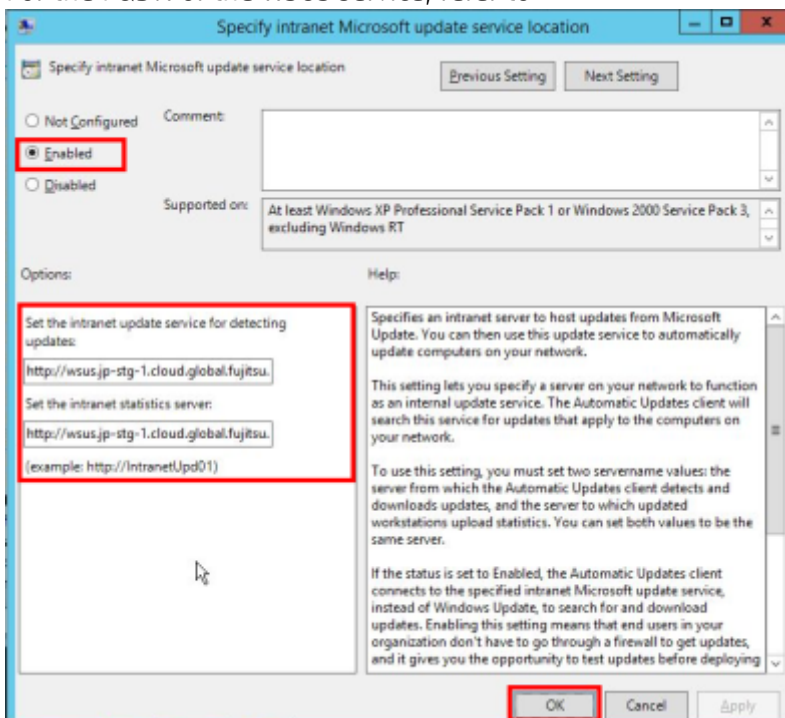 For the FQDN of the WSUS service, refer to
Specify intranet Microsoft update service location
Specify intranet Microsoft update service location
Previous Setting
Next Setting
Not Configured
Comment:
Enabled
Disabled
Supported on:
At least Windows XP Professional Service Pack 1 or Windows 2000 Service Pack 3,
excluding Windows RT
Options:
Help:
Set the intranet update service for detecting
updates:
http://wsus.jp-stg-1.cloud.global.fujitsu.
Set the intranet statistics server:
http://wsus.jp-stg-1.cloud.global.fujitsu.
(example: http://IntranetUpd01)
Specifies an intranet server to host updates from Microsoft
Update. You can then use this update service to automatically
update computers on your network.
This setting lets you specify a server on your network to function
as an internal update service. The Automatic Updates client will
search this service for updates that apply to the computers on
your network.
To use this setting, you must set two servername values: the
server from which the Automatic Updates client detects and
downloads updates, and the server to which updated
workstations upload statistics. You can set both values to be the
same server.
If the status is set to Enabled, the Automatic Updates client
connects to the specified intranet Microsoft update service,
instead of Windows Update, to search for and download
updates. Enabling this setting means that end users in your
organization don't have to go through a firewall to get updates,
and it gives you the opportunity to test updates before deploying
OK
Cancel
Apply